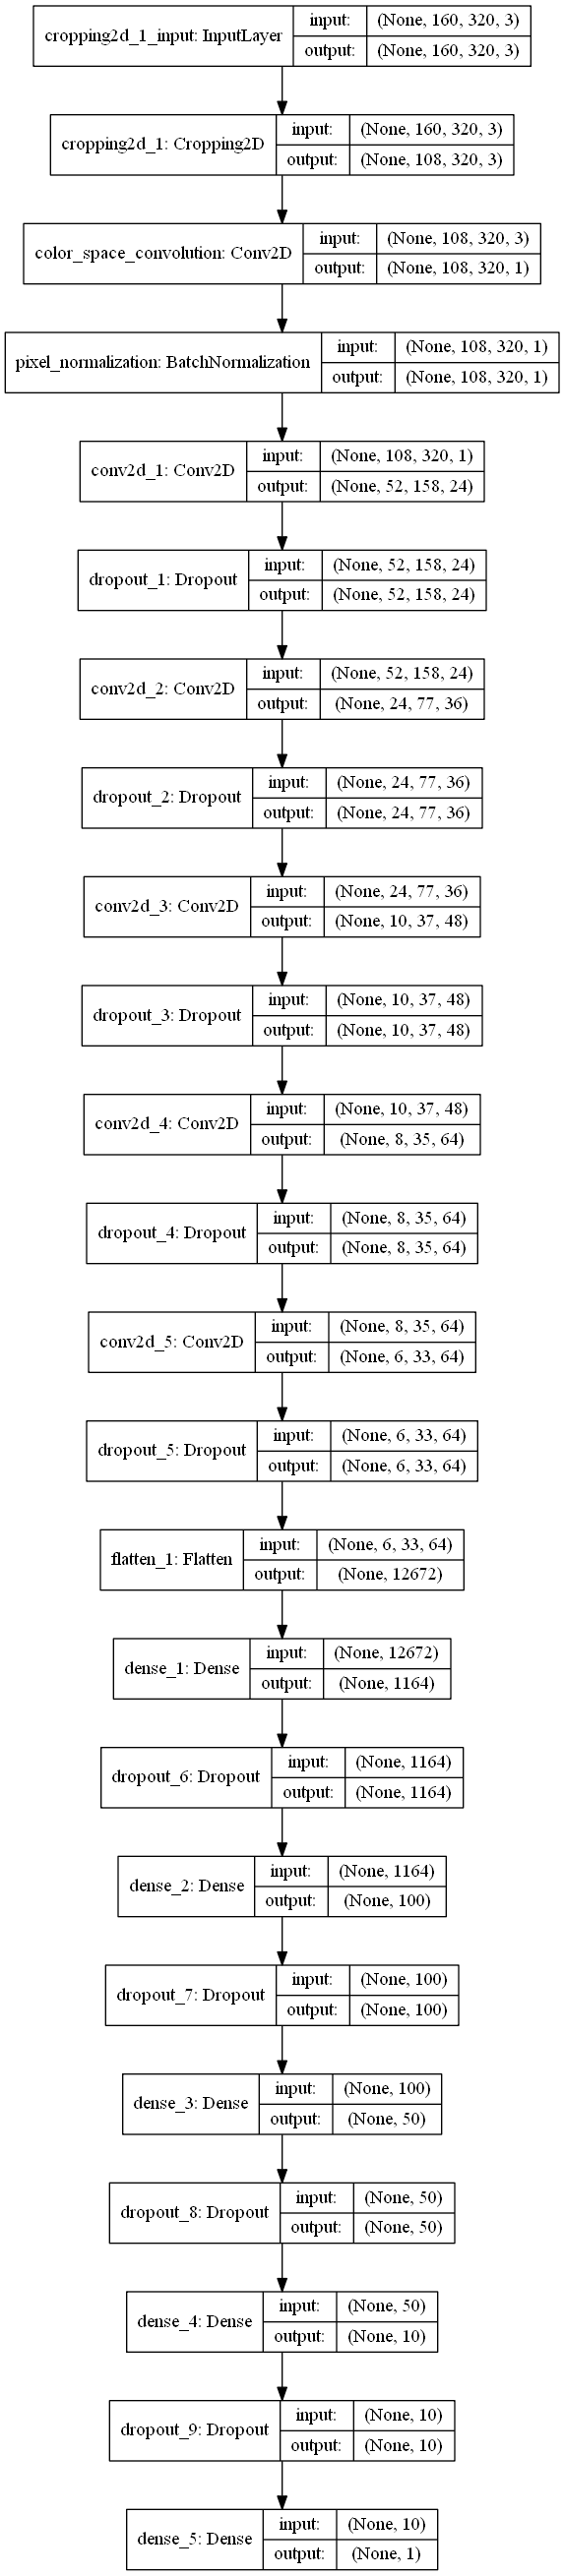 cropping2d_1_input: InputLayer
input: (None, 160, 320, 3)
output: (None, 160, 320, 3)
cropping2d_1: Cropping2D
input: (None, 160, 320, 3)
output: (None, 108, 320, 3)
color_space_convolution: Conv2D
input: (None, 108, 320, 3)
output: (None, 108, 320, 1)
pixel_normalization: BatchNormalization
input: (None, 108, 320, 1)
output: (None, 108, 320, 1)
conv2d_1: Conv2D
input: (None, 108, 320, 1)
output: (None, 52, 158, 24)
dropout_1: Dropout
input: (None, 52, 158, 24)
output: (None, 52, 158, 24)
conv2d_2: Conv2D
input: (None, 52, 158, 24)
output: (None, 24, 77, 36)
dropout_2: Dropout
input: (None, 24, 77, 36)
output: (None, 24, 77, 36)
conv2d_3: Conv2D
input: (None, 24, 77, 36)
output: (None, 10, 37, 48)
dropout_3: Dropout
input: (None, 10, 37, 48)
output: (None, 10, 37, 48)
conv2d_4: Conv2D
input: (None, 10, 37, 48)
output: (None, 8, 35, 64)
dropout_4: Dropout
input: (None, 8, 35, 64)
output: (None, 8, 35, 64)
conv2d_5: Conv2D
input: (None, 8, 35, 64)
output: (None, 6, 33, 64)
dropout_5: Dropout
input: (None, 6, 33, 64)
output: (None, 6, 33, 64)
flatten_1: Flatten
input: (None, 6, 33, 64)
output: (None, 12672)
dense_1: Dense
input: (None, 12672)
output: (None, 1164)
dropout_6: Dropout
input: (None, 1164)
output: (None, 1164)
dense_2: Dense
input: (None, 1164)
output: (None, 100)
dropout_7: Dropout
input: (None, 100)
output: (None, 100)
dense_3: Dense
input: (None, 100)
output: (None, 50)
dropout_8: Dropout
input: (None, 50)
output: (None, 50)
dense_4: Dense
input: (None, 50)
output: (None, 10)
dropout_9: Dropout
input: (None, 10)
output: (None, 10)
dense_5: Dense
input: (None, 10)
output: (None, 1)